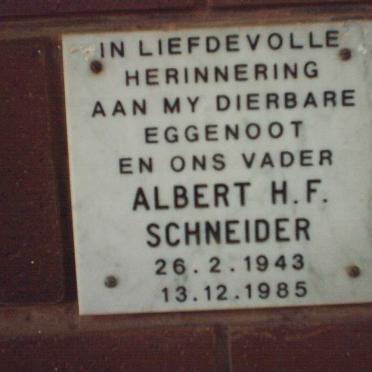 IN LIEFDEVOLLE
HERINNERING
AAN MY DIERBARE
EGGENOOT
EN ONS VADER
ALBERT H.F.
SCHNEIDER
26.2.1943
13.12.1985